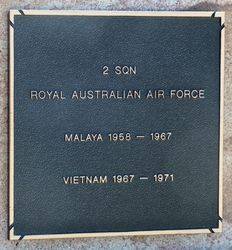 2 SQN
ROYAL AUSTRALIAN AIR FORCE
MALAYA 1958 — 1967
VIETNAM 1967 — 1971